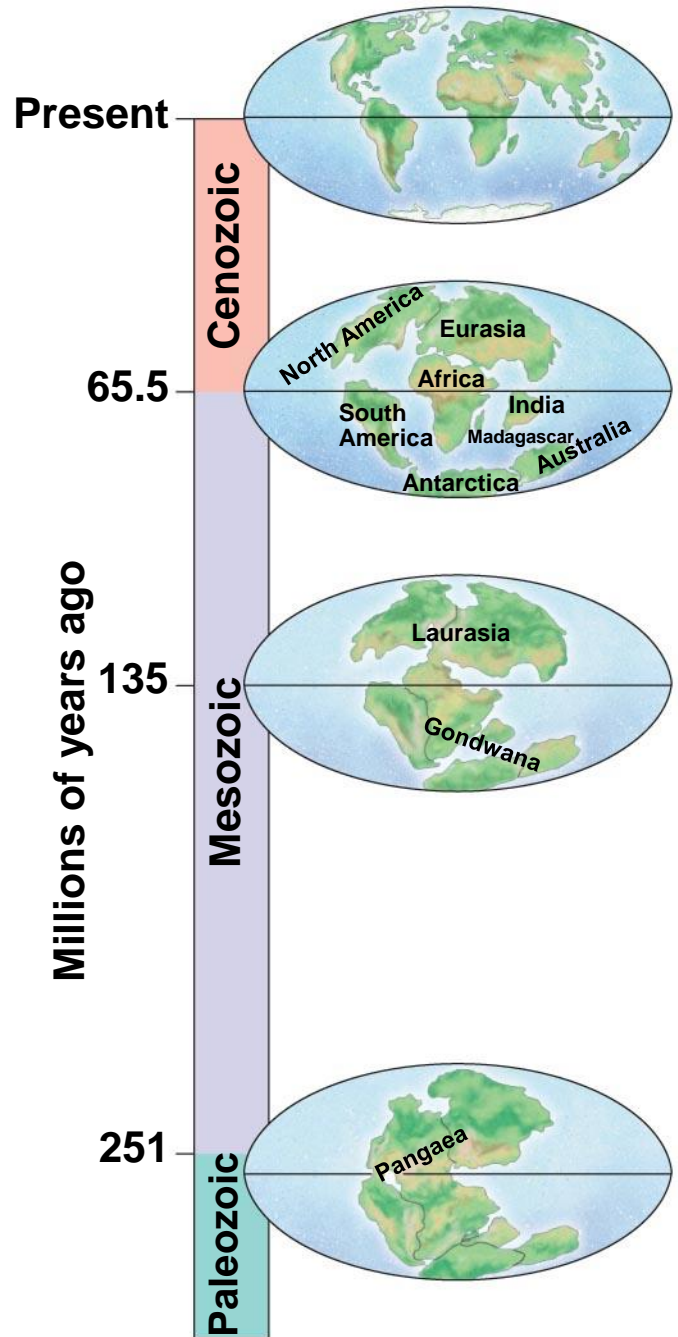 Present
Cenozoic
North America
Eurasia
Africa
65.5
South
America
India
Madagascar
Australia
Antarctica
Millions of years ago
Laurasia
135
Mesozoic
Gondwana
251
Pangaea
Paleozoic